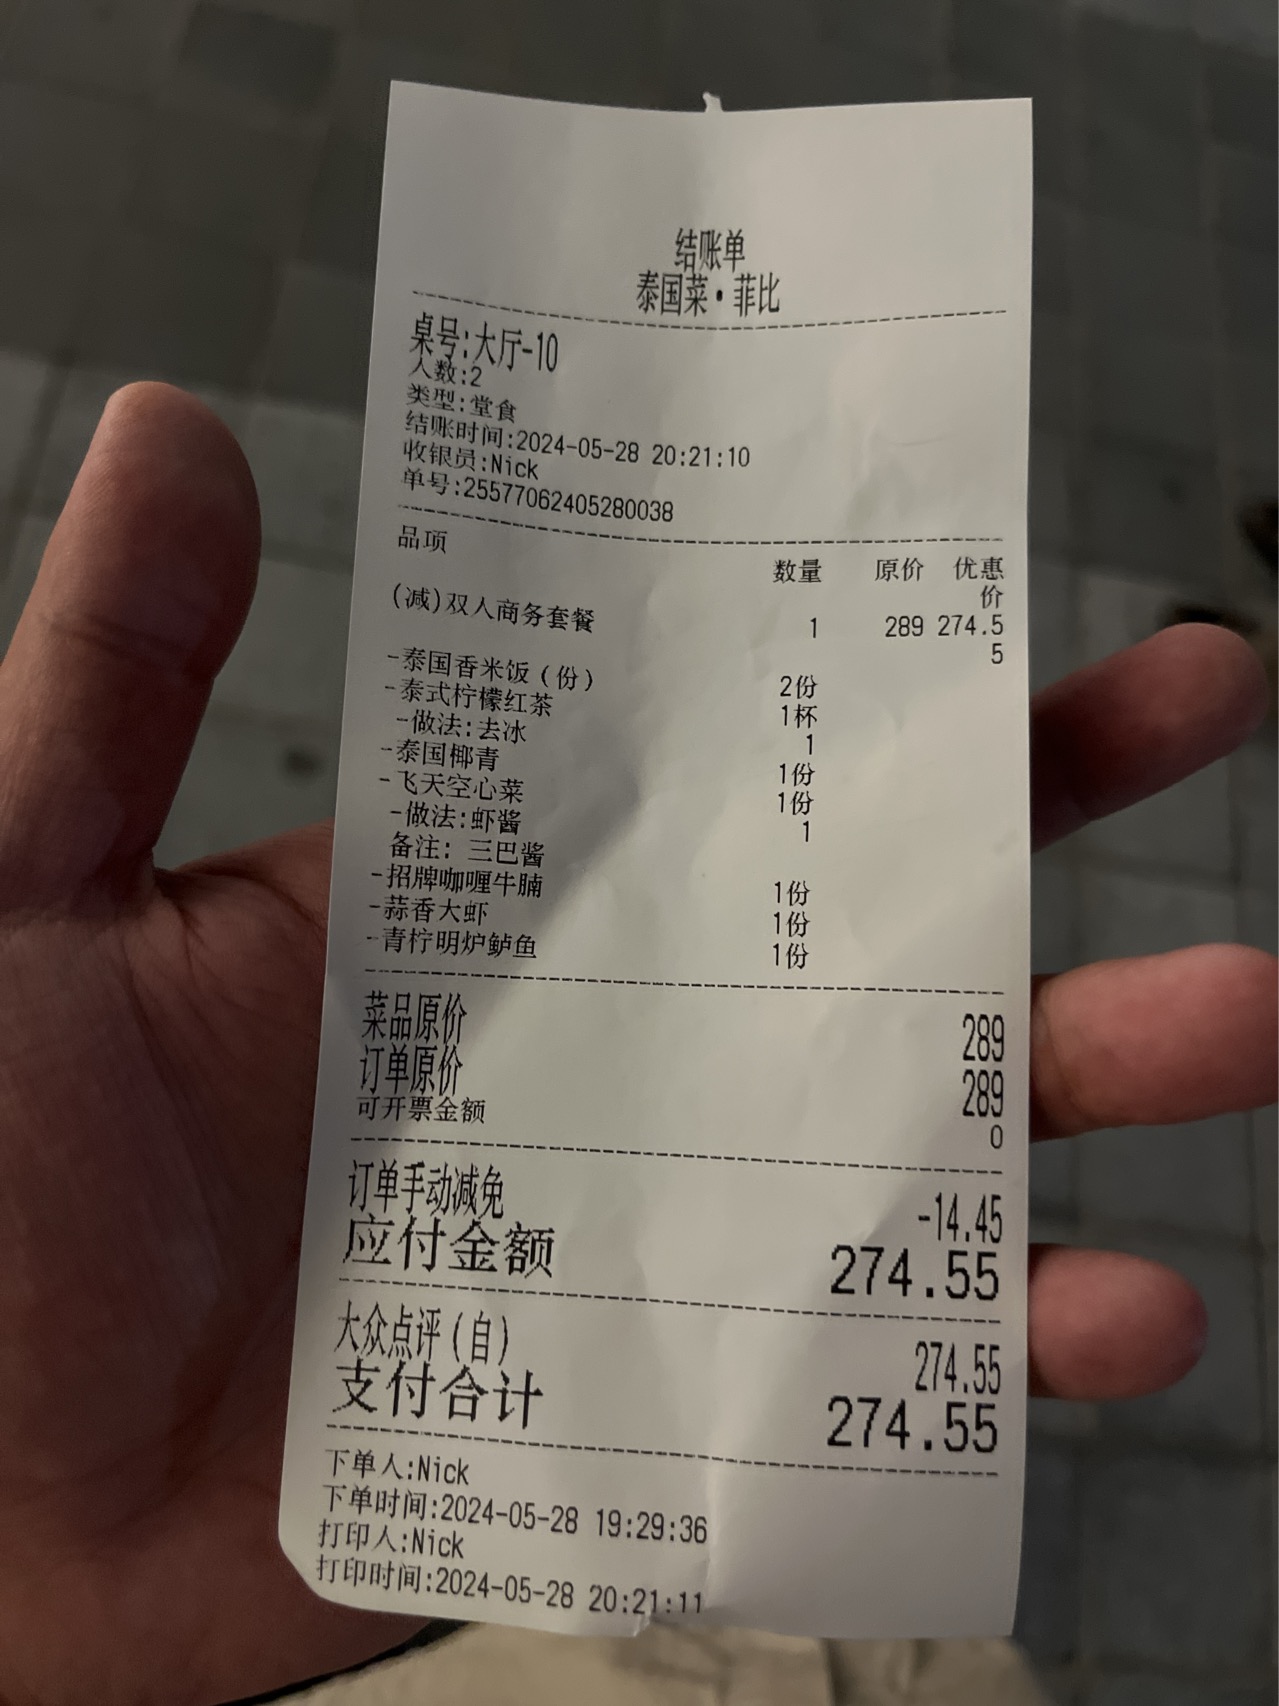 结账单
泰国菜·菲比
桌号:大厅-10
人数:2
类型:堂食
结账时间:2024-05-28 20:21:10
收银员:Nick
单号:25577062405280038
品项 数量 原价 优惠
价
(减)双人商务套餐 1 289 274.5
5
-泰国香米饭(份) 2份
-泰式柠檬红茶 1杯
-做法:去冰 1
-泰国椰青 1份
-飞天空心菜 1份
-做法:虾酱 1
备注: 三巴酱
-招牌咖喱牛腩 1份
-蒜香大虾 1份
-青柠明炉鲈鱼 1份
菜品原价 289
订单原价 289
可开票金额 0
订单手动减免 -14.45
应付金额 274.55
大众点评(自) 274.55
支付合计 274.55
下单人:Nick
下单时间:2024-05-28 19:29:36
打印人:Nick
打印时间:2024-05-28 20:21:11